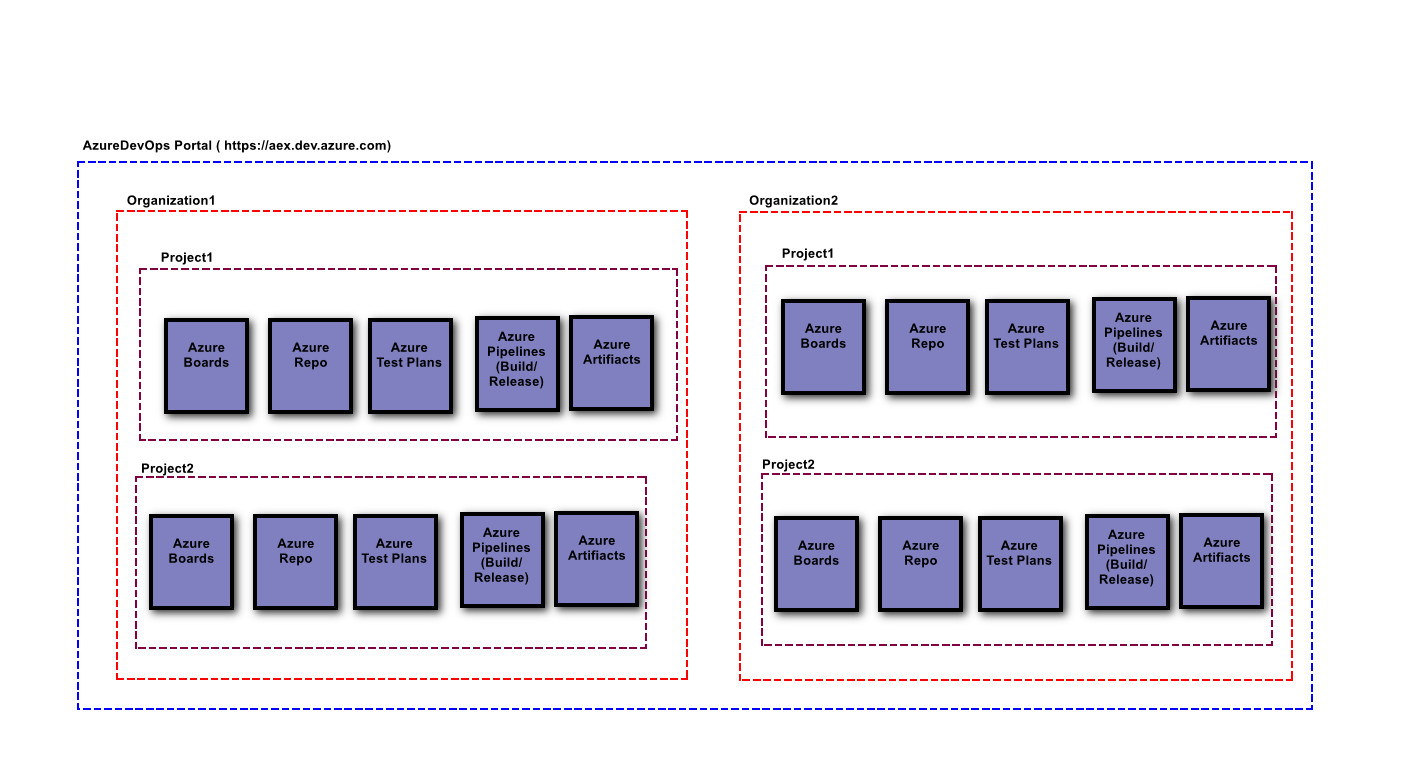 AzureDevOps Portal ( https://aex.dev.azure.com)
Organization1
Project1
Azure
Boards
Azure
Repo
Azure
Test Plans
Azure
Pipelines
(Build/
Release)
Azure
Artifiacts
Project2
Azure
Boards
Azure
Repo
Azure
Test Plans
Azure
Pipelines
(Build/
Release)
Azure
Artifiacts
Organization2
Project1
Azure
Boards
Azure
Repo
Azure
Test Plans
Azure
Pipelines
(Build/
Release)
Azure
Artifiacts
Project2
Azure
Boards
Azure
Repo
Azure
Test Plans
Azure
Pipelines
(Build/
Release)
Azure
Artifiacts